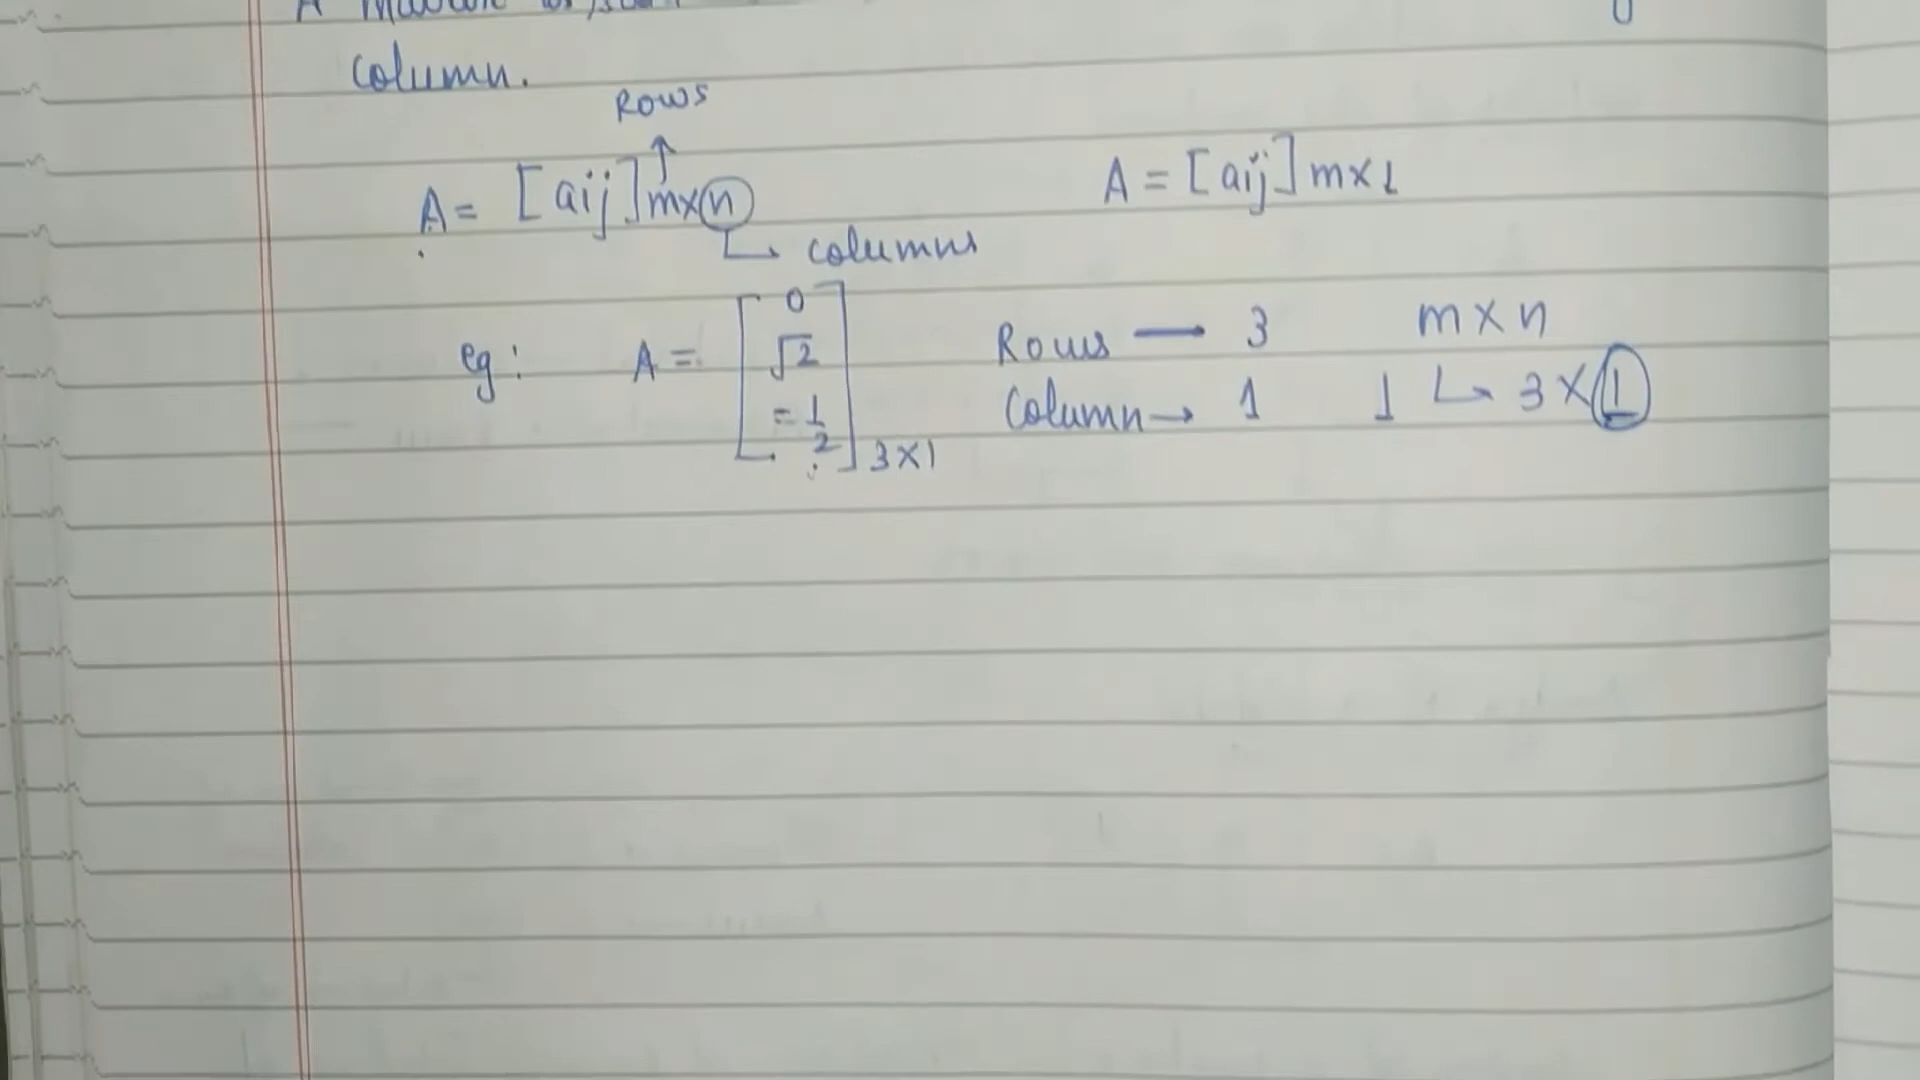 A
column.
Rows
↑
A = [aij] m×n A = [aij] m×1
↳ columns
eg: A = [0 Rows — 3 m × n
√2
= 1/2] 3×1 Column → 1 1 ↳ 3 × 1